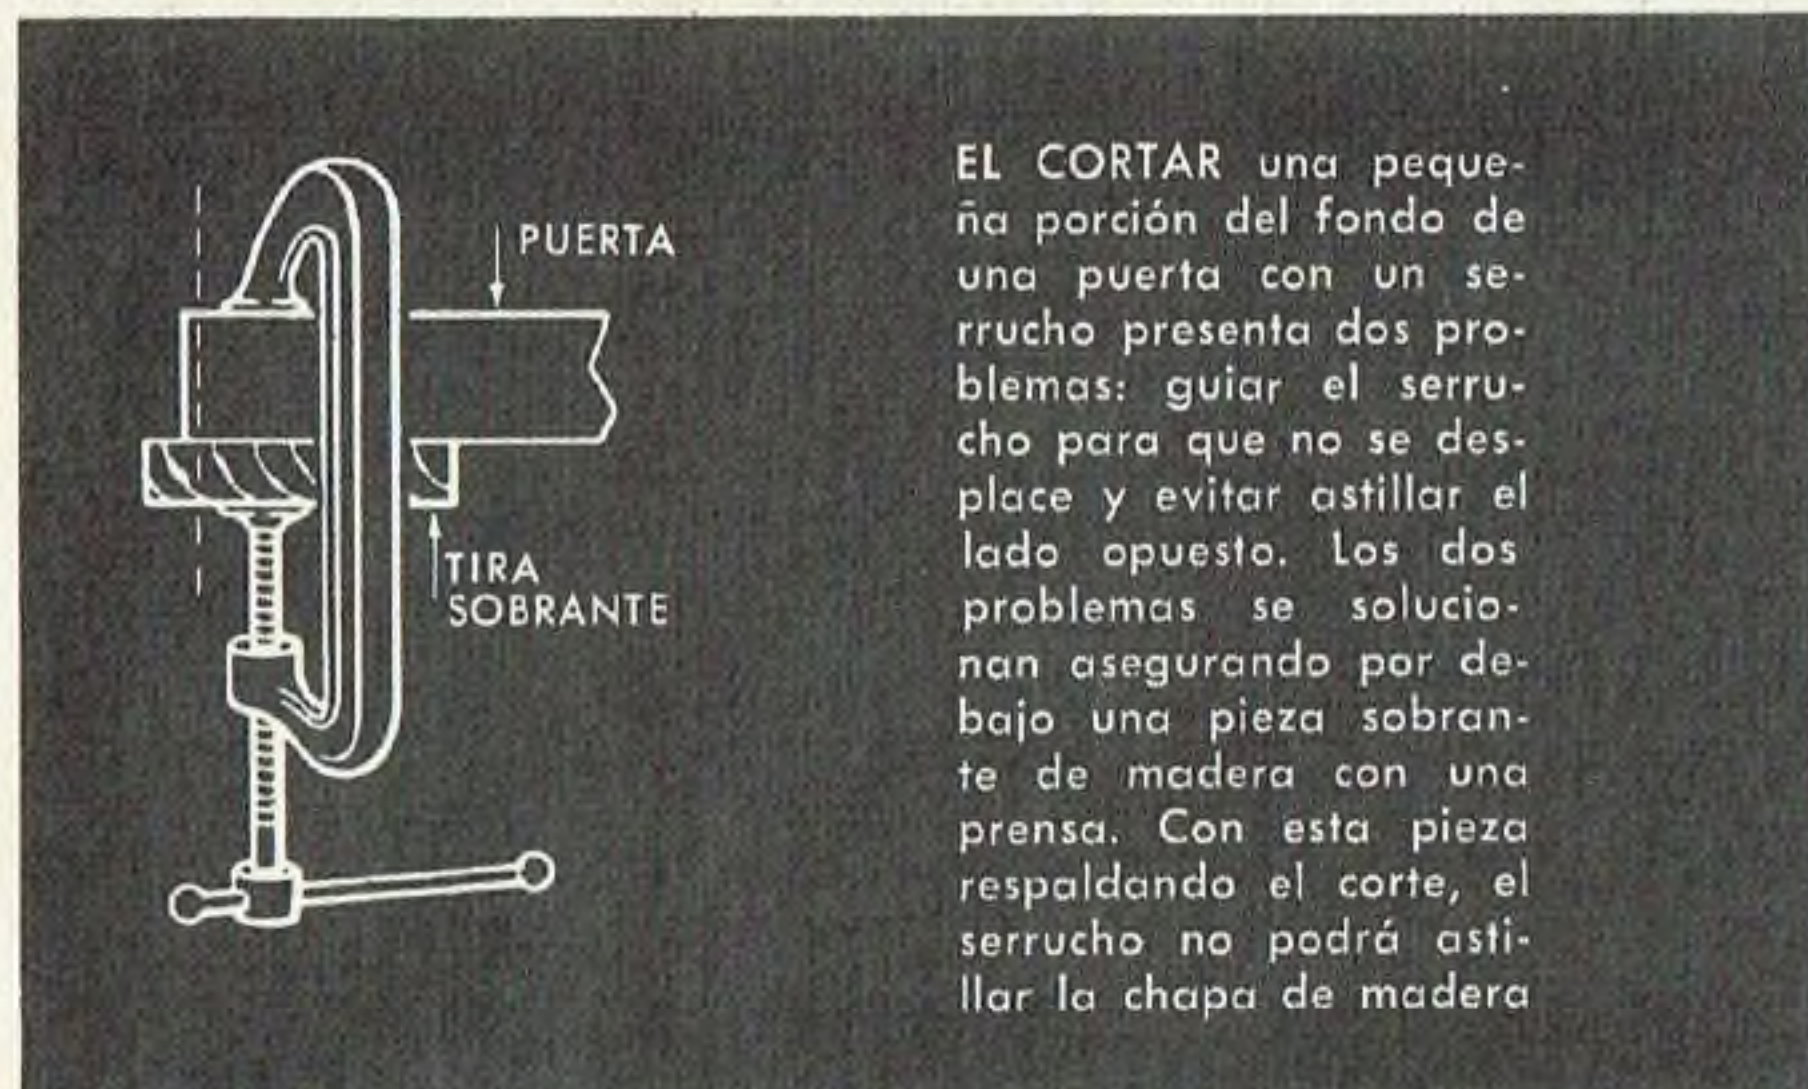 PUERTA
TIRA
SOBRANTE
EL CORTAR una peque-
ña porción del fondo de
una puerta con un se-
rrucho presenta dos pro-
blemas: guiar el serru-
cho para que no se des-
place y evitar astillar el
lado opuesto. Los dos
problemas se solucio-
nan asegurando por de-
bajo una pieza sobran-
te de madera con una
prensa. Con esta pieza
respaldando el corte, el
serrucho no podrá asti-
llar la chapa de madera